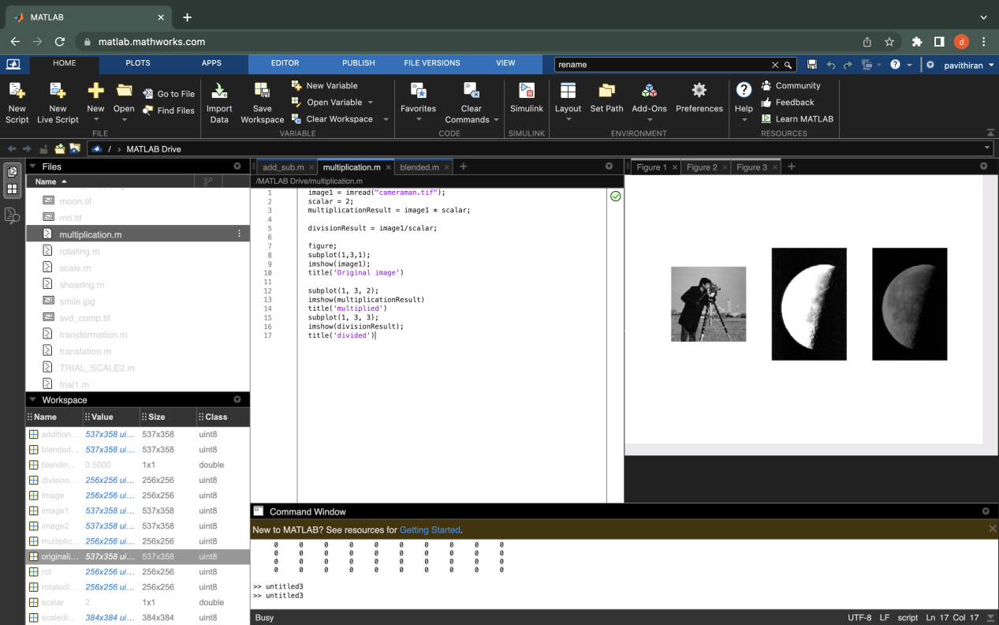 MATLAB
matlab.mathworks.com
d
HOME PLOTS APPS EDITOR PUBLISH FILE VERSIONS VIEW
rename
pavithiran
New Script
New Live Script
New
Open
Go to File
Find Files
FILE
Import Data
Save Workspace
New Variable
Open Variable
Clear Workspace
VARIABLE
Favorites
Clear Commands
CODE
Simulink
SIMULINK
Layout
Set Path
Add-Ons
Preferences
ENVIRONMENT
Help
Community
Feedback
Learn MATLAB
RESOURCES
/ › MATLAB Drive
Files
Name
moon.tif
mri.tif
multiplication.m
rotating.m
scale.m
shearing.m
smile.jpg
svd_comp.tif
transformation.m
translation.m
TRIAL_SCALE2.m
trial1.m
Workspace
Name Value Size Class
addition... 537x358 ui... 537x358 uint8
blended... 537x358 ui... 537x358 uint8
blendin... 0.5000 1x1 double
division... 256x256 ui... 256x256 uint8
image 256x256 ui... 256x256 uint8
image1 537x358 ui... 537x358 uint8
image2 537x358 ui... 537x358 uint8
multiplic... 256x256 ui... 256x256 uint8
originali... 537x358 ui... 537x358 uint8
rot 256x256 ui... 256x256 uint8
rotatedI... 256x256 ui... 256x256 uint8
scalar 2 1x1 double
scaledI... 384x384 ui... 384x384 uint8
add_sub.m multiplication.m blended.m
/MATLAB Drive/multiplication.m
1 image1 = imread("cameraman.tif");
2 scalar = 2;
3 multiplicationResult = image1 * scalar;
4
5 divisionResult = image1/scalar;
6
7 figure;
8 subplot(1,3,1);
9 imshow(image1);
10 title('Original image')
11
12 subplot(1, 3, 2);
13 imshow(multiplicationResult)
14 title('multiplied')
15 subplot(1, 3, 3);
16 imshow(divisionResult);
17 title('divided')
Figure 1 Figure 2 Figure 3
Command Window
New to MATLAB? See resources for Getting Started.
0 0 0 0 0 0 0 0 0 0
0 0 0 0 0 0 0 0 0 0
0 0 0 0 0 0 0 0 0 0
0 0 0 0 0 0 0 0 0 0
>> untitled3
>> untitled3
Busy
UTF-8 LF script Ln 17 Col 17